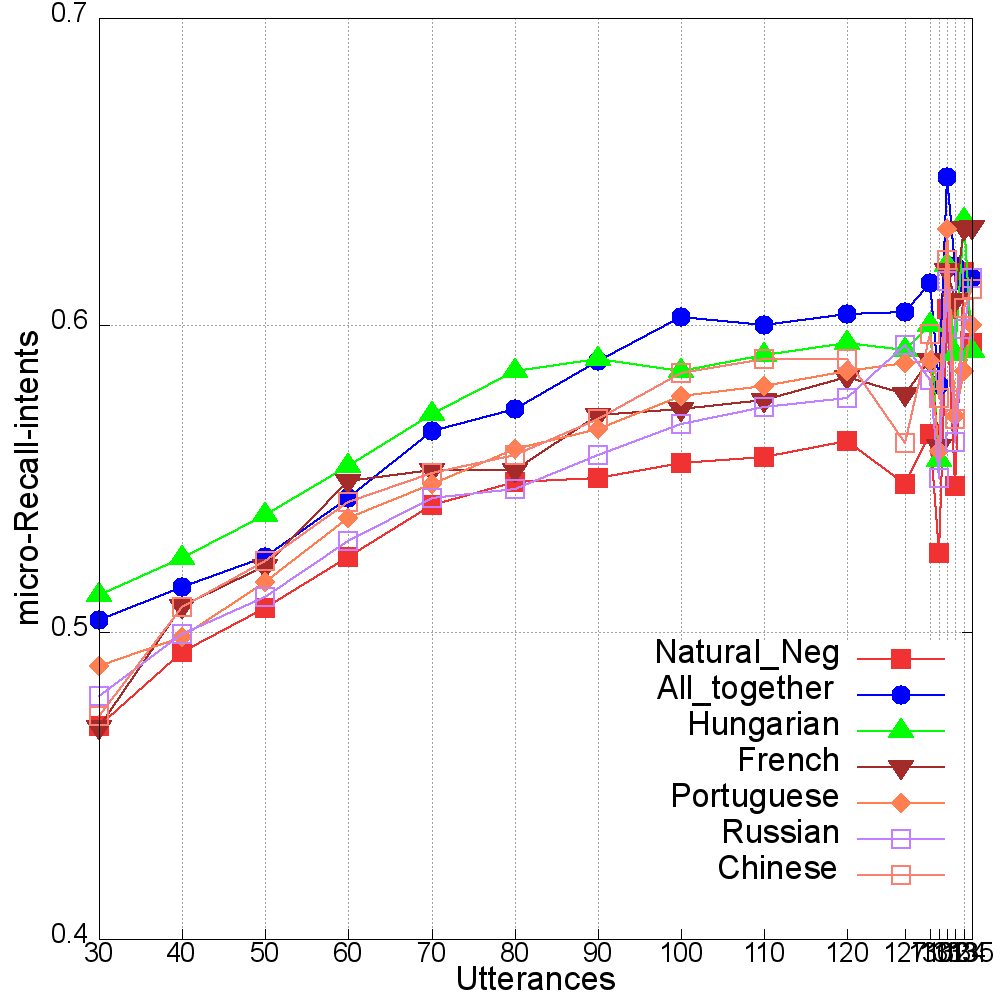 0.7
0.6
0.5
0.4
micro-Recall-intents
Natural_Neg
All_together
Hungarian
French
Portuguese
Russian
Chinese
30 40 50 60 70 80 90 100 110 120 127
Utterances